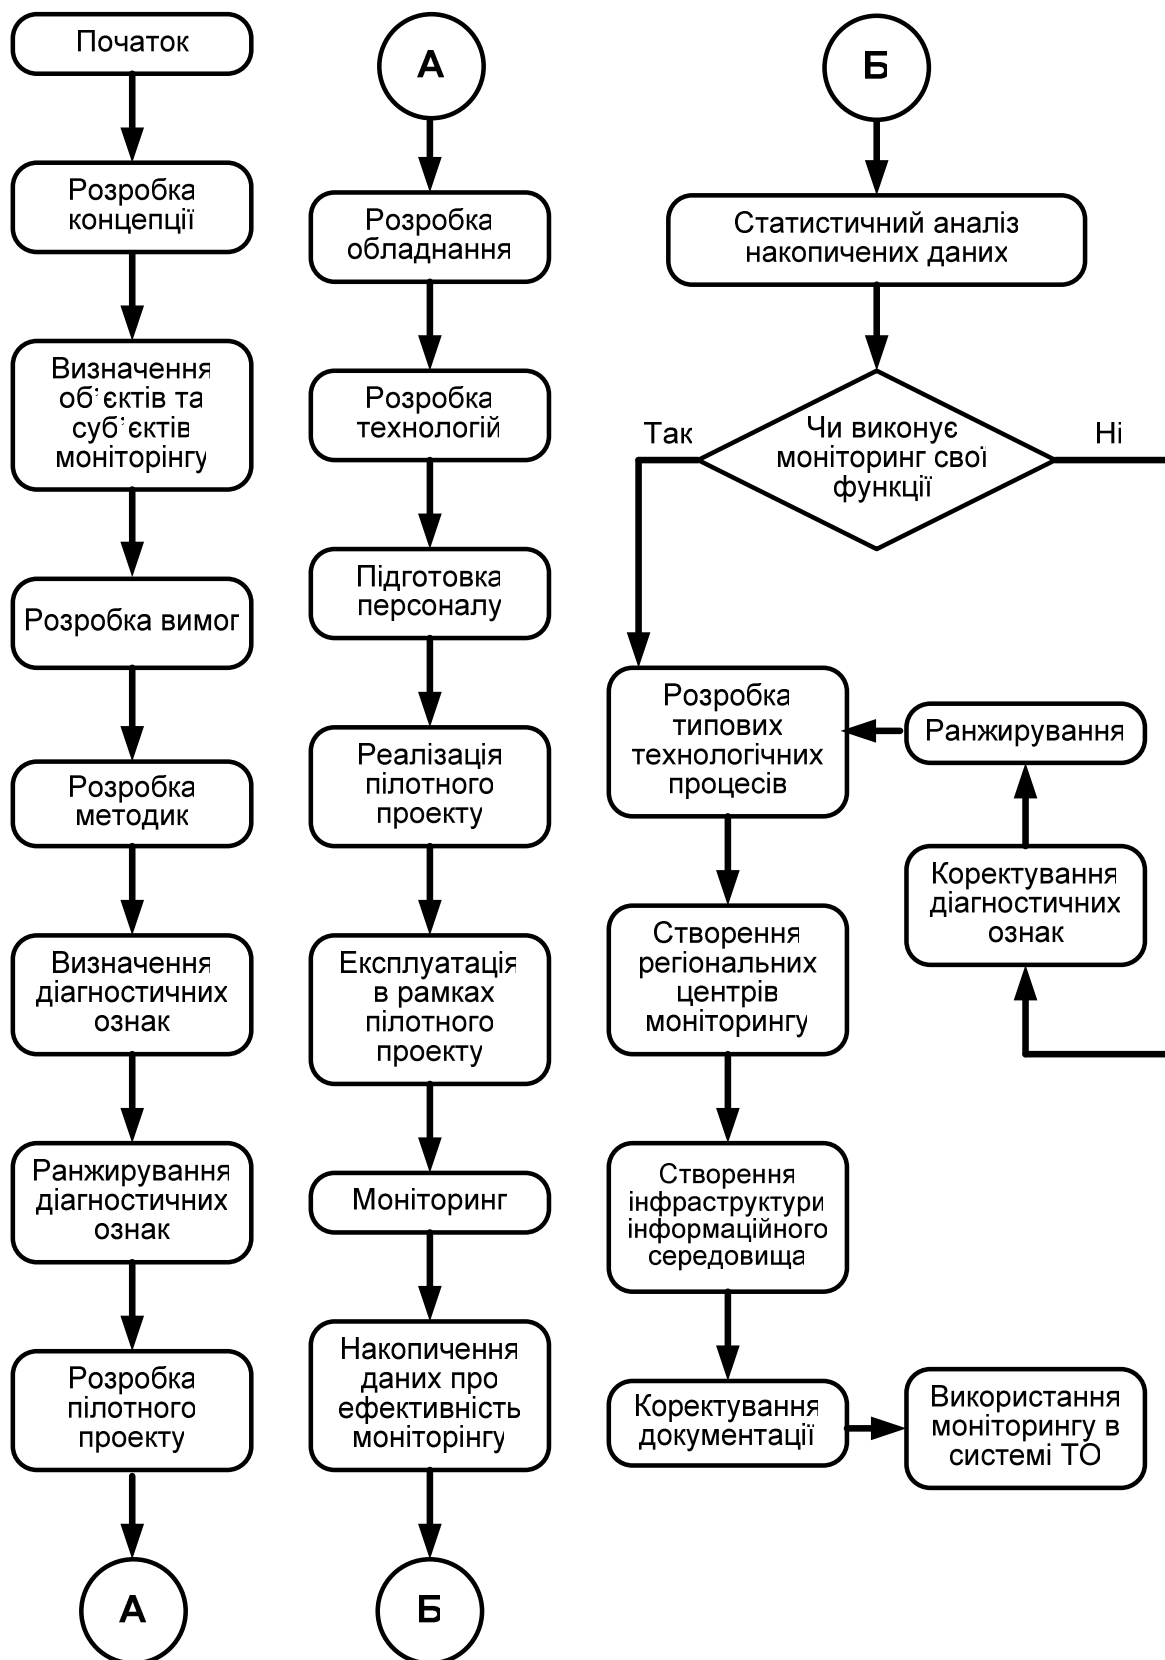 Початок
Розробка
концепції
Визначення
об'єктів та
суб'єктів
моніторінгу
Розробка вимог
Розробка
методик
Визначення
діагностичних
ознак
Ранжирування
діагностичних
ознак
Розробка
пілотного
проекту
А
А
Розробка
обладнання
Розробка
технологій
Підготовка
персоналу
Реалізація
пілотного
проекту
Експлуатація
в рамках
пілотного
проекту
Моніторинг
Накопичення
даних про
ефективність
моніторінгу
Б
Б
Статистичний аналіз
накопичених даних
Чи виконує
моніторинг свої
функції
Так
Ні
Розробка
типових
технологічних
процесів
Ранжирування
Коректування
діагностичних
ознак
Створення
регіональних
центрів
моніторингу
Створення
інфраструктури
інформаційного
середовища
Коректування
документації
Використання
моніторингу в
системі ТО